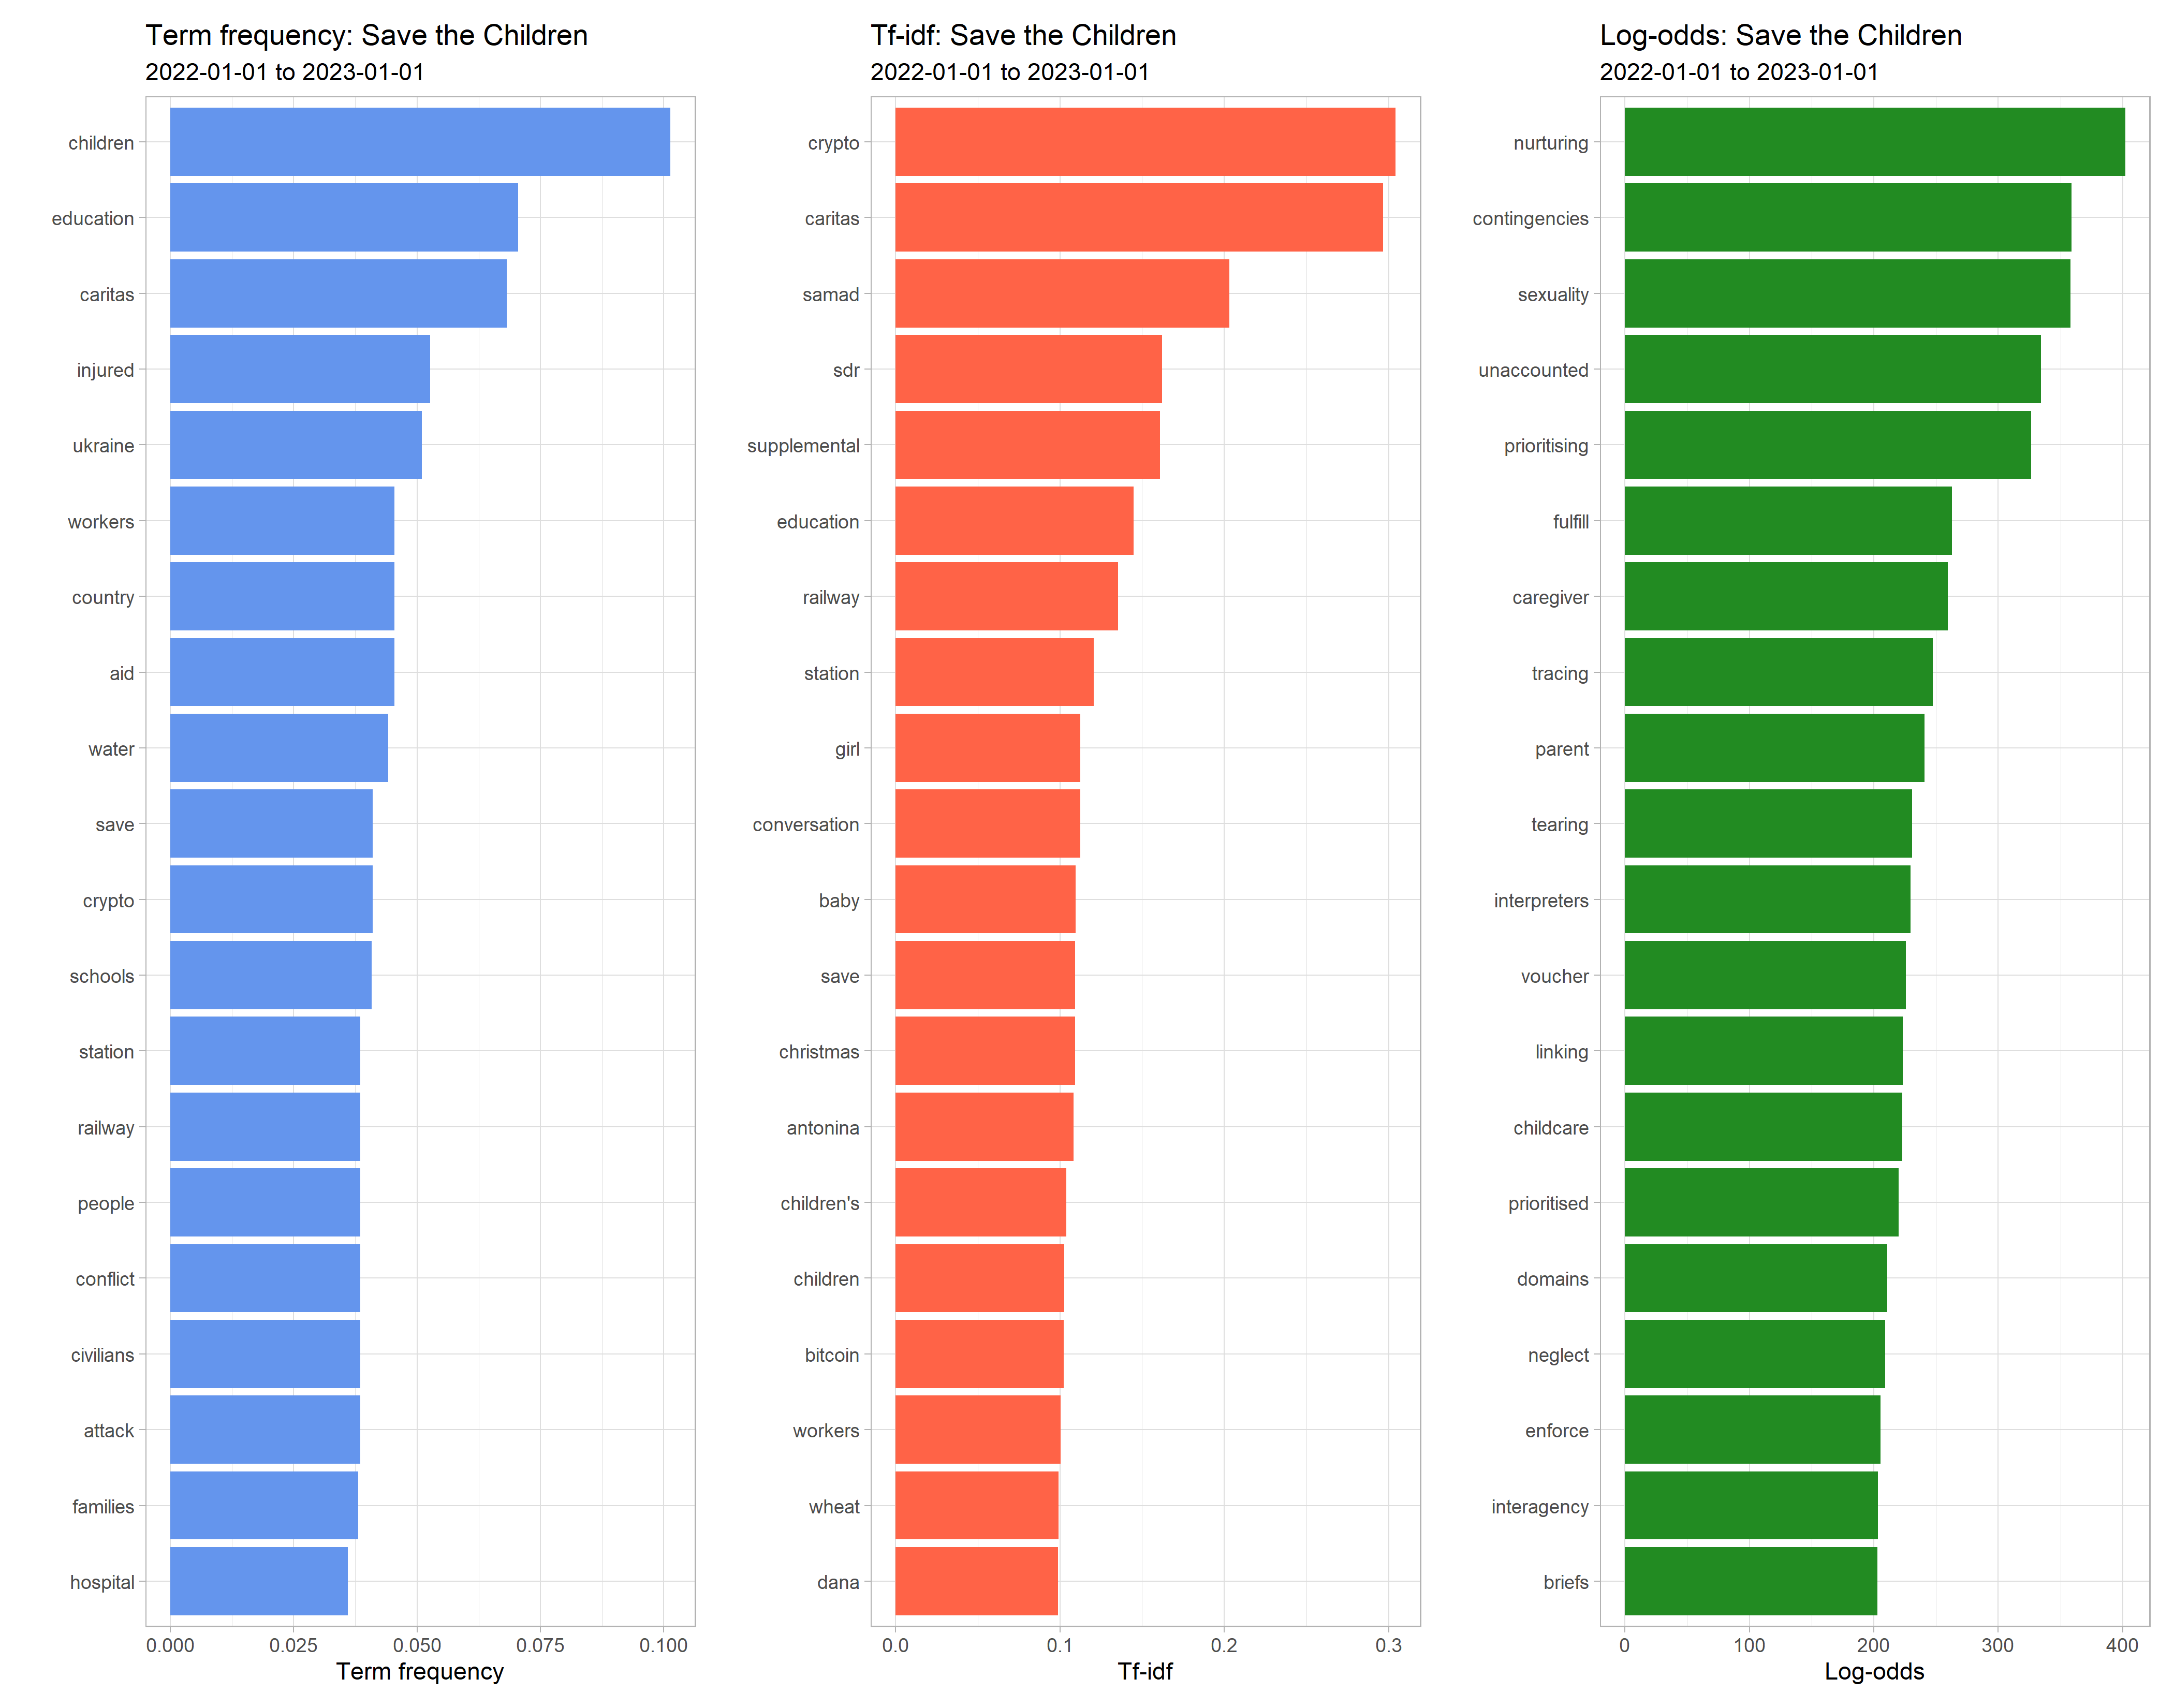 Term frequency: Save the Children
2022-01-01 to 2023-01-01
children
education
caritas
injured
ukraine
workers
country
aid
water
save
crypto
schools
station
railway
people
conflict
civilians
attack
families
hospital
0.000 0.025 0.050 0.075 0.100
Term frequency
Tf-idf: Save the Children
2022-01-01 to 2023-01-01
crypto
caritas
samad
sdr
supplemental
education
railway
station
girl
conversation
baby
save
christmas
antonina
children's
children
bitcoin
workers
wheat
dana
0.0 0.1 0.2 0.3
Tf-idf
Log-odds: Save the Children
2022-01-01 to 2023-01-01
nurturing
contingencies
sexuality
unaccounted
prioritising
fulfill
caregiver
tracing
parent
tearing
interpreters
voucher
linking
childcare
prioritised
domains
neglect
enforce
interagency
briefs
0 100 200 300 400
Log-odds